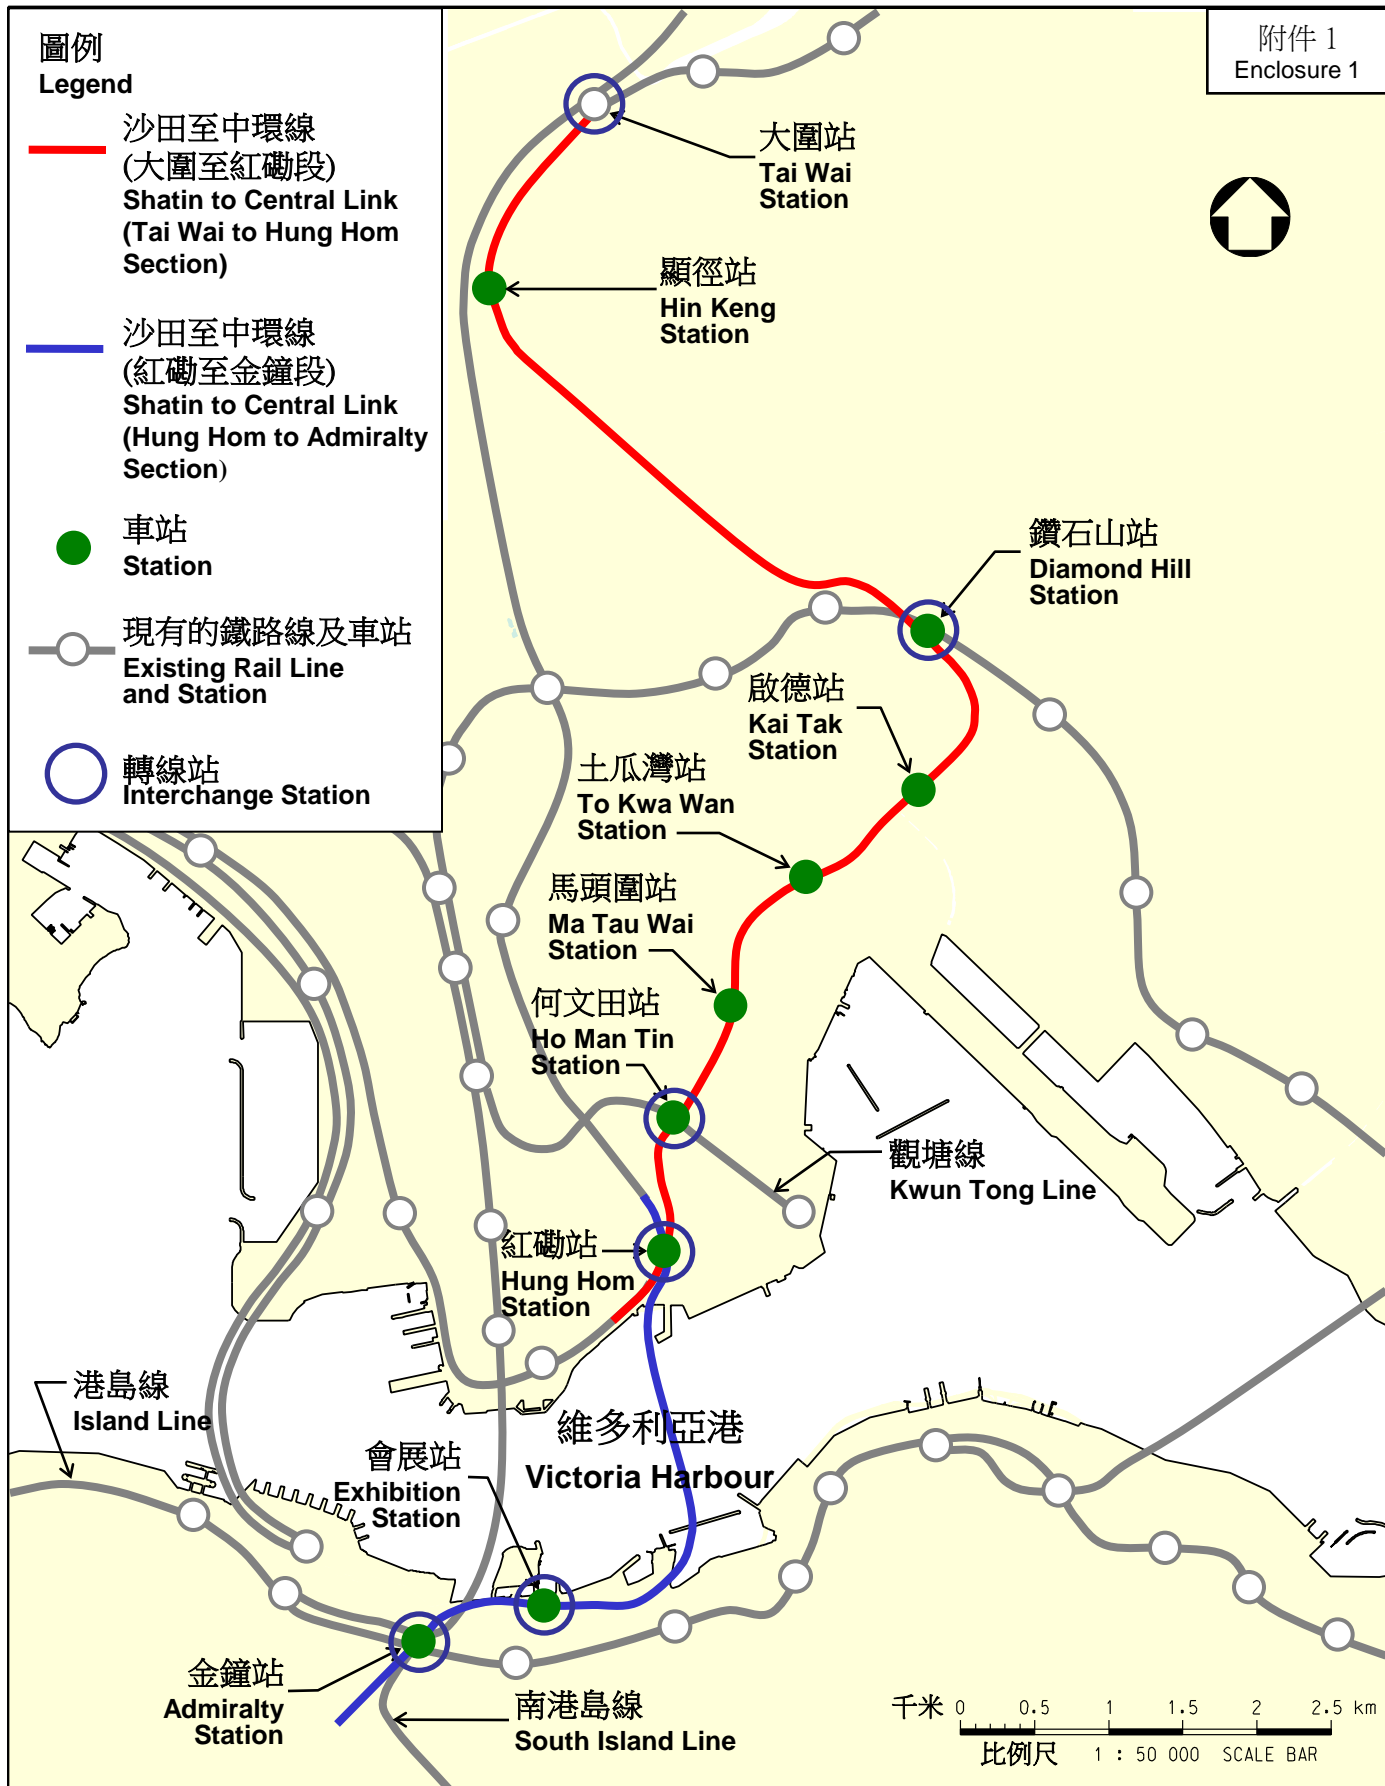 圖例
Legend
沙田至中環線
(大圍至紅磡段)
Shatin to Central Link
(Tai Wai to Hung Hom
Section)
沙田至中環線
(紅磡至金鐘段)
Shatin to Central Link
(Hung Hom to Admiralty
Section)
車站
Station
現有的鐵路線及車站
Existing Rail Line
and Station
轉線站
Interchange Station
附件 1
Enclosure 1
大圍站
Tai Wai
Station
顯徑站
Hin Keng
Station
鑽石山站
Diamond Hill
Station
啟德站
Kai Tak
Station
土瓜灣站
To Kwa Wan
Station
馬頭圍站
Ma Tau Wai
Station
何文田站
Ho Man Tin
Station
觀塘線
Kwun Tong Line
紅磡站
Hung Hom
Station
港島線
Island Line
維多利亞港
Victoria Harbour
會展站
Exhibition
Station
金鐘站
Admiralty
Station
南港島線
South Island Line
千米 0 0.5 1 1.5 2 2.5 km
比例尺 1 : 50 000 SCALE BAR